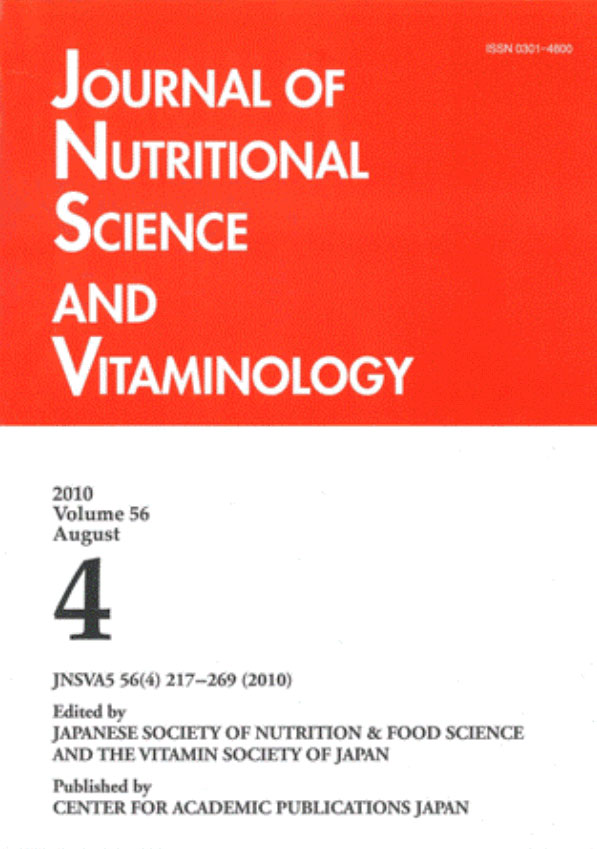 ISSN 0301-4800
JOURNAL OF
NUTRITIONAL
SCIENCE
AND
VITAMINOLOGY
2010
Volume 56
August
4
JNSVA5 56(4) 217–269 (2010)
Edited by
JAPANESE SOCIETY OF NUTRITION & FOOD SCIENCE
AND THE VITAMIN SOCIETY OF JAPAN
Published by
CENTER FOR ACADEMIC PUBLICATIONS JAPAN